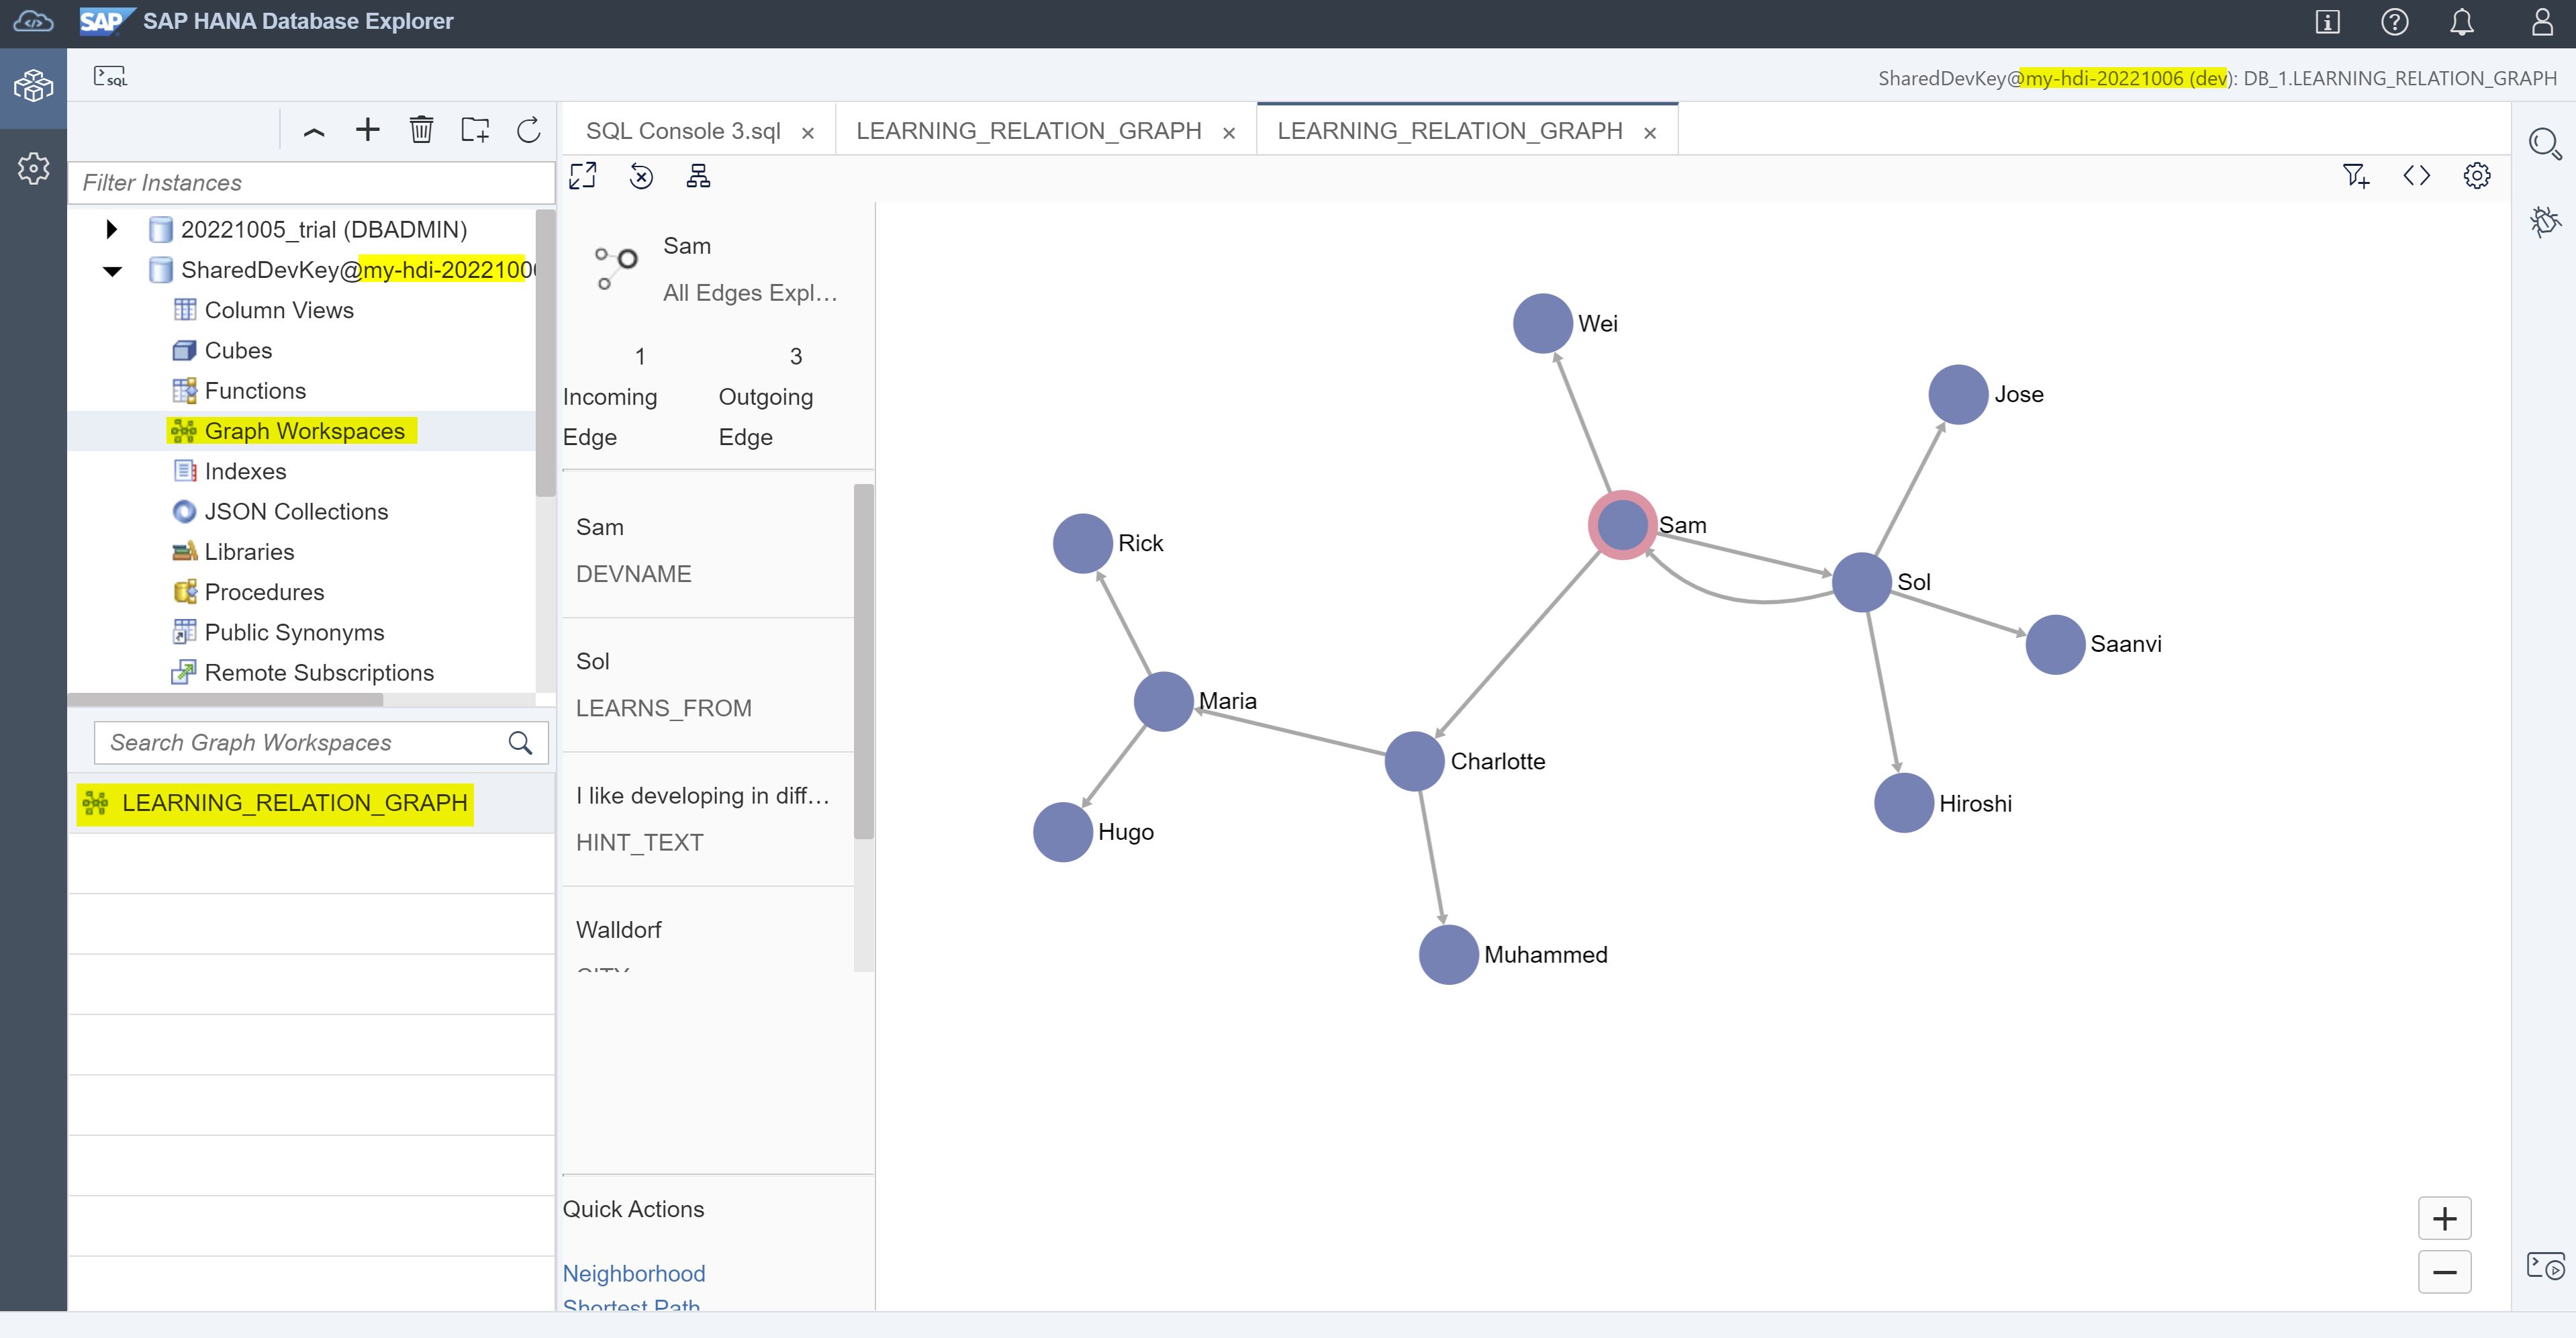 SAP SAP HANA Database Explorer
SQL
SharedDevKey@my-hdi-20221006 (dev): DB_1.LEARNING_RELATION_GRAPH
Filter Instances
20221005_trial (DBADMIN)
SharedDevKey@my-hdi-2022100
Column Views
Cubes
Functions
Graph Workspaces
Indexes
JSON Collections
Libraries
Procedures
Public Synonyms
Remote Subscriptions
Search Graph Workspaces
LEARNING_RELATION_GRAPH
SQL Console 3.sql
LEARNING_RELATION_GRAPH
LEARNING_RELATION_GRAPH
Sam
All Edges Expl...
1
Incoming
Edge
3
Outgoing
Edge
Sam
DEVNAME
Sol
LEARNS_FROM
I like developing in diff...
HINT_TEXT
Walldorf
CITY
Quick Actions
Neighborhood
Shortest Path
Wei
Jose
Sam
Rick
Sol
Saanvi
Maria
Charlotte
Hiroshi
Hugo
Muhammed